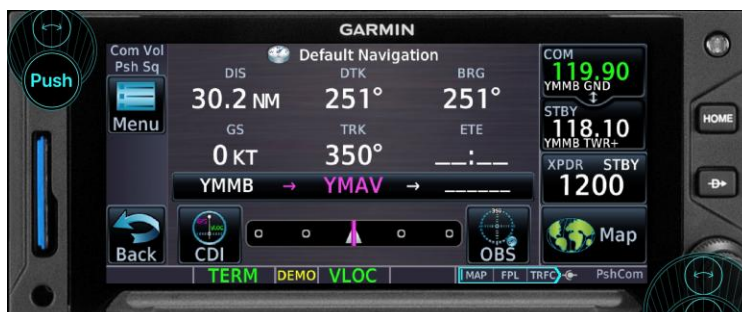 GARMIN
Push
Com Vol
Psh Sq
Menu
Back
Default Navigation
DIS DTK BRG
30.2 NM 251° 251°
GS TRK ETE
0 KT 350° __:__
YMMB → YMAV → ______
CDI
OBS
TERM DEMO VLOC
MAP FPL TRFC PshCom
COM
119.90
YMMB GND
STBY
118.10
YMMB TWR+
XPDR STBY
1200
Map
HOME
D